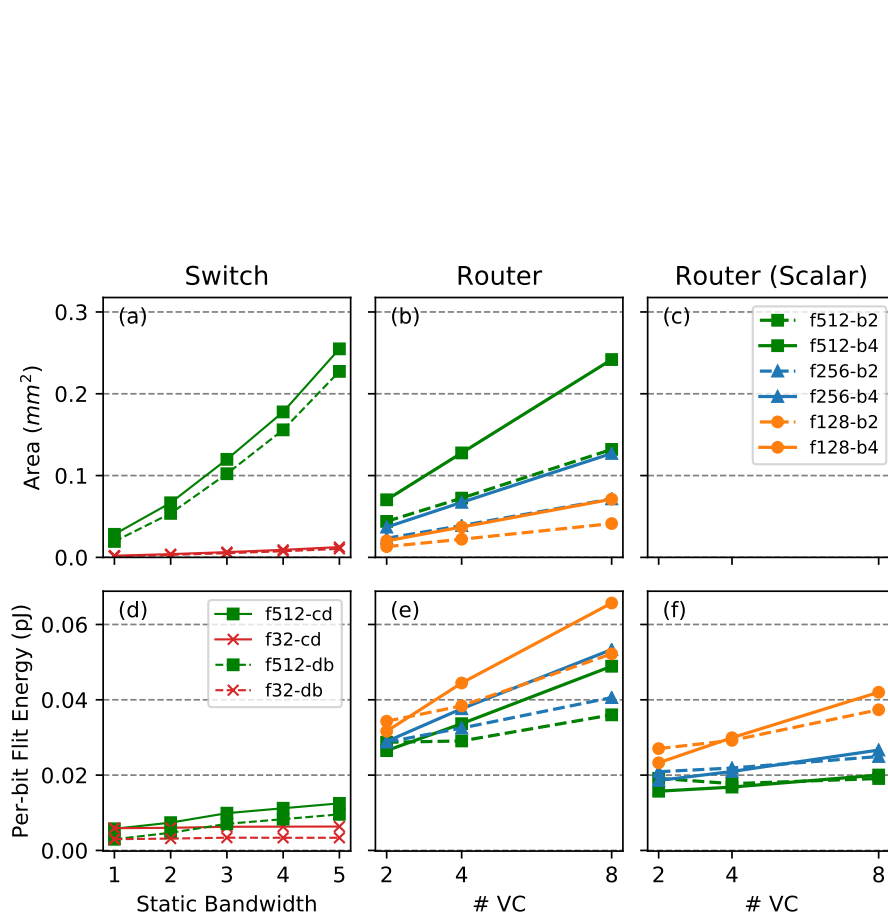 Switch
Router
Router (Scalar)
Area (mm²)
0.3
0.2
0.1
0.0
(a)
(b)
(c)
f512-b2
f512-b4
f256-b2
f256-b4
f128-b2
f128-b4
Per-bit Flit Energy (pJ)
0.06
0.04
0.02
0.00
(d)
f512-cd
f32-cd
f512-db
f32-db
(e)
(f)
1 2 3 4 5
2 4 8
2 4 8
Static Bandwidth
# VC
# VC